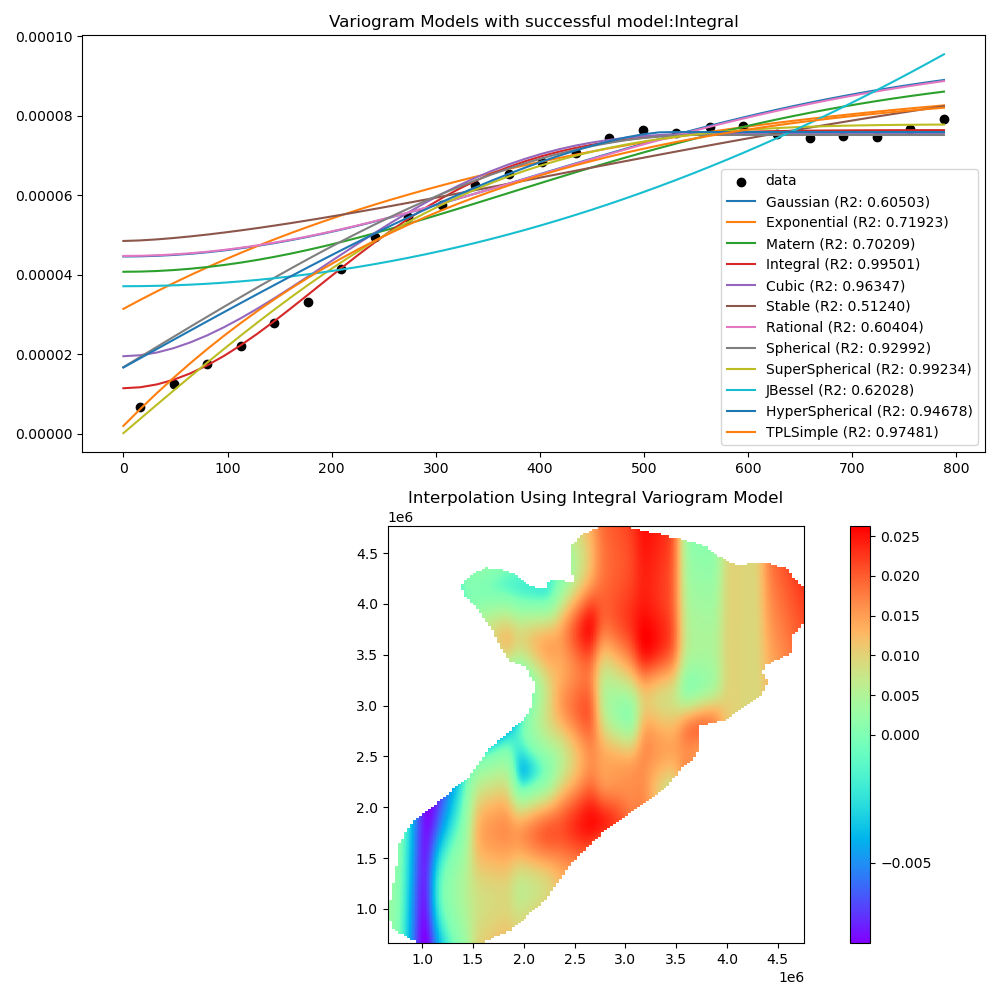 Variogram Models with successful model:Integral
0.00010
0.00008
0.00006
0.00004
0.00002
0.00000
data
Gaussian (R2: 0.60503)
Exponential (R2: 0.71923)
Matern (R2: 0.70209)
Integral (R2: 0.99501)
Cubic (R2: 0.96347)
Stable (R2: 0.51240)
Rational (R2: 0.60404)
Spherical (R2: 0.92992)
SuperSpherical (R2: 0.99234)
JBessel (R2: 0.62028)
HyperSpherical (R2: 0.94678)
TPLSimple (R2: 0.97481)
0 100 200 300 400 500 600 700 800
Interpolation Using Integral Variogram Model
1e6
4.5
4.0
3.5
3.0
2.5
2.0
1.5
1.0
1.0 1.5 2.0 2.5 3.0 3.5 4.0 4.5
1e6
0.025
0.020
0.015
0.010
0.005
0.000
−0.005